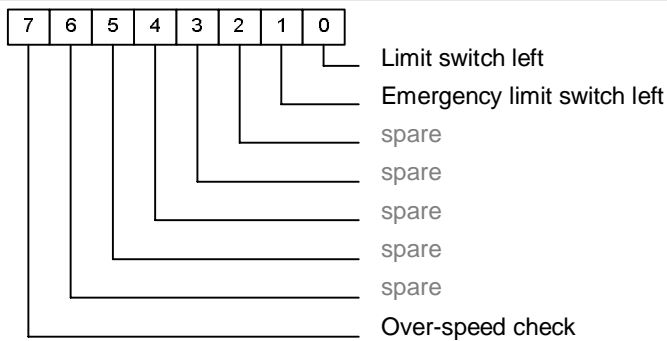 7 6 5 4 3 2 1 0
Limit switch left
Emergency limit switch left
spare
spare
spare
spare
spare
Over-speed check